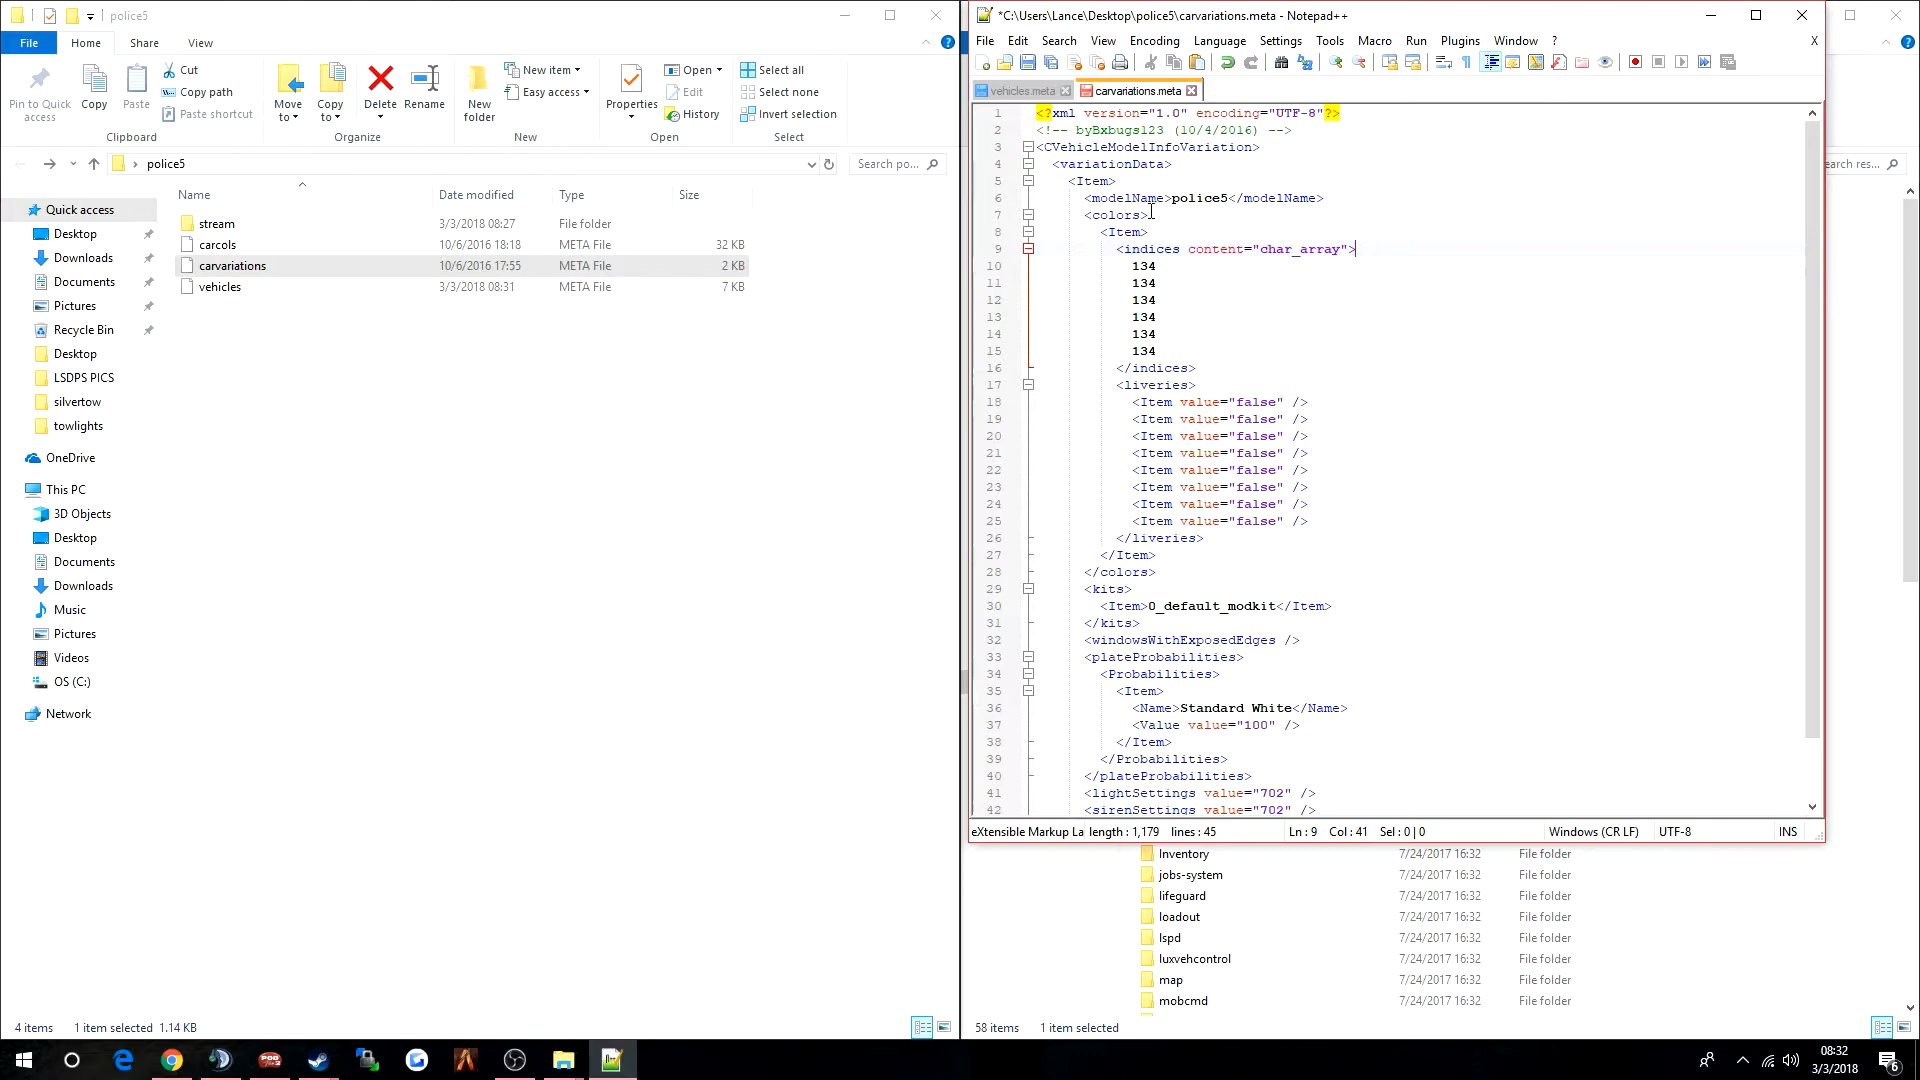 police5
File
Home
Share
View
Pin to Quick access
Copy
Paste
Cut
Copy path
Paste shortcut
Clipboard
Move to
Copy to
Delete
Rename
Organize
New folder
New item
Easy access
New
Properties
Open
Edit
History
Open
Select all
Select none
Invert selection
Select
police5
Search po...
Name
Date modified
Type
Size
Quick access
Desktop
Downloads
Documents
Pictures
Recycle Bin
Desktop
LSDPS PICS
silvertow
towlights
OneDrive
This PC
3D Objects
Desktop
Documents
Downloads
Music
Pictures
Videos
OS (C:)
Network
stream 3/3/2018 08:27 File folder
carcols 10/6/2016 18:18 META File 32 KB
carvariations 10/6/2016 17:55 META File 2 KB
vehicles 3/3/2018 08:31 META File 7 KB
4 items 1 item selected 1.14 KB
*C:\Users\Lance\Desktop\police5\carvariations.meta - Notepad++
File Edit Search View Encoding Language Settings Tools Macro Run Plugins Window ? X
vehicles.meta
carvariations.meta
1 <?xml version="1.0" encoding="UTF-8"?>
2 <!-- byBxbugs123 (10/4/2016) -->
3 <CVehicleModelInfoVariation>
4 <variationData>
5 <Item>
6 <modelName>police5</modelName>
7 <colors>
8 <Item>
9 <indices content="char_array">
10 134
11 134
12 134
13 134
14 134
15 134
16 </indices>
17 <liveries>
18 <Item value="false" />
19 <Item value="false" />
20 <Item value="false" />
21 <Item value="false" />
22 <Item value="false" />
23 <Item value="false" />
24 <Item value="false" />
25 <Item value="false" />
26 </liveries>
27 </Item>
28 </colors>
29 <kits>
30 <Item>0_default_modkit</Item>
31 </kits>
32 <windowsWithExposedEdges />
33 <plateProbabilities>
34 <Probabilities>
35 <Item>
36 <Name>Standard White</Name>
37 <Value value="100" />
38 </Item>
39 </Probabilities>
40 </plateProbabilities>
41 <lightSettings value="702" />
42 <sirenSettings value="702" />
eXtensible Markup La length : 1,179 lines : 45 Ln : 9 Col : 41 Sel : 0 | 0 Windows (CR LF) UTF-8 INS
earch res...
Inventory 7/24/2017 16:32 File folder
jobs-system 7/24/2017 16:32 File folder
lifeguard 7/24/2017 16:32 File folder
loadout 7/24/2017 16:32 File folder
lspd 7/24/2017 16:32 File folder
luxvehcontrol 7/24/2017 16:32 File folder
map 7/24/2017 16:32 File folder
mobcmd 7/24/2017 16:32 File folder
58 items 1 item selected
08:32
3/3/2018
6